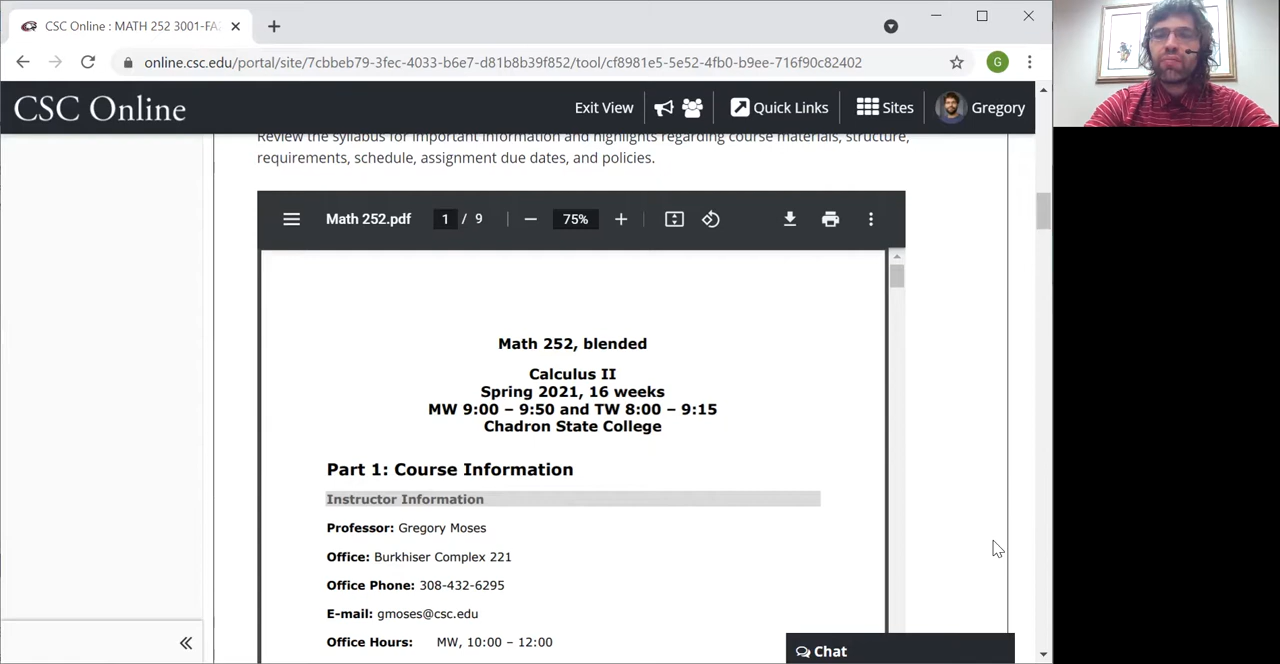 CSC Online : MATH 252 3001-FA
online.csc.edu/portal/site/7cbbeb79-3fec-4033-b6e7-d81b8b39f852/tool/cf8981e5-5e52-4fb0-b9ee-716f90c82402
G
CSC Online
Exit View
Quick Links
Sites
Gregory
Review the syllabus for important information and highlights regarding course materials, structure,
requirements, schedule, assignment due dates, and policies.
Math 252.pdf
1 / 9
75%
Math 252, blended
Calculus II
Spring 2021, 16 weeks
MW 9:00 – 9:50 and TW 8:00 – 9:15
Chadron State College
Part 1: Course Information
Instructor Information
Professor: Gregory Moses
Office: Burkhiser Complex 221
Office Phone: 308-432-6295
E-mail: gmoses@csc.edu
Office Hours: MW, 10:00 – 12:00
Chat